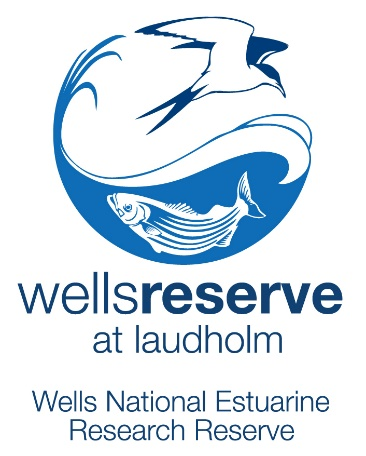 wellsreserve
at laudholm
Wells National Estuarine
Research Reserve